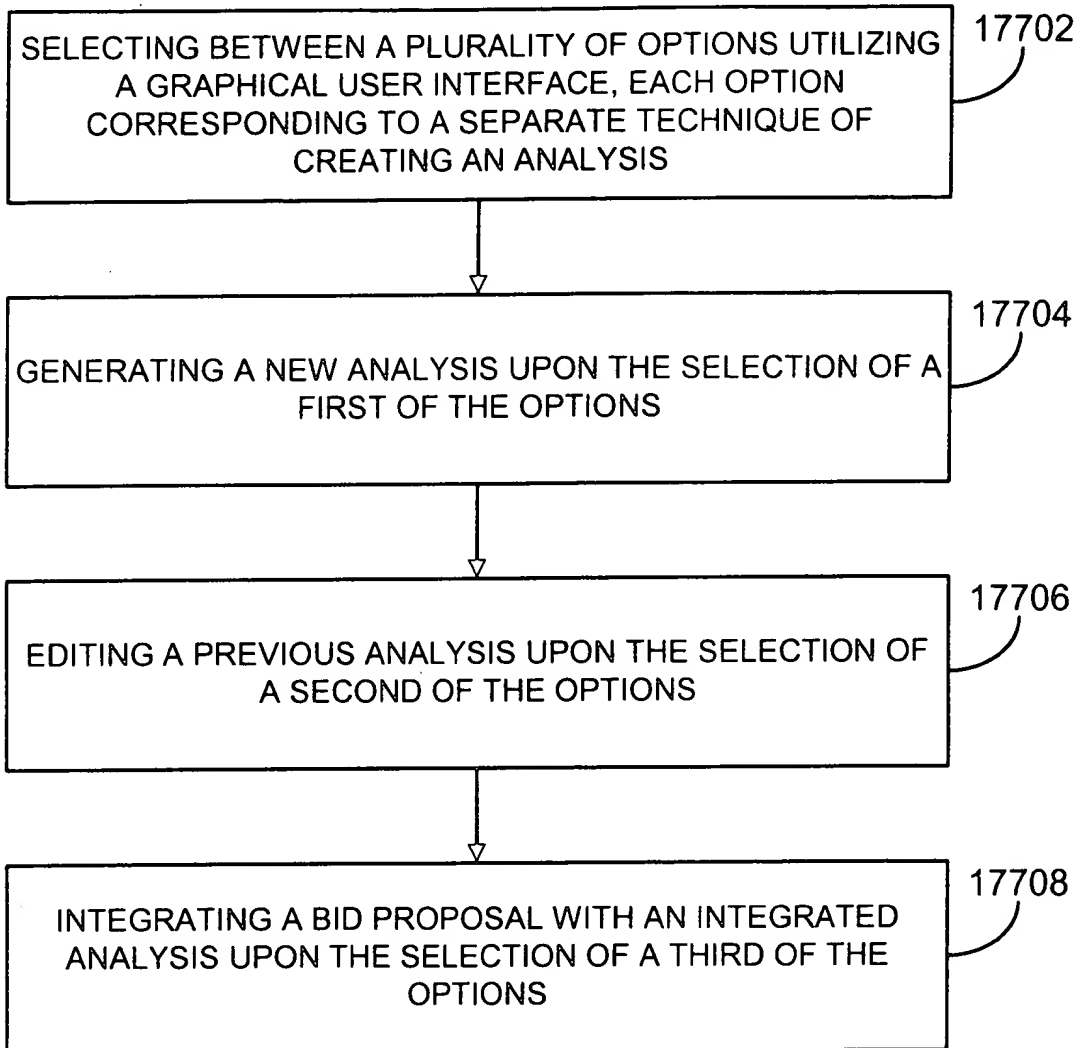 SELECTING BETWEEN A PLURALITY OF OPTIONS UTILIZING
A GRAPHICAL USER INTERFACE, EACH OPTION
CORRESPONDING TO A SEPARATE TECHNIQUE OF
CREATING AN ANALYSIS
17702
GENERATING A NEW ANALYSIS UPON THE SELECTION OF A
FIRST OF THE OPTIONS
17704
EDITING A PREVIOUS ANALYSIS UPON THE SELECTION OF
A SECOND OF THE OPTIONS
17706
INTEGRATING A BID PROPOSAL WITH AN INTEGRATED
ANALYSIS UPON THE SELECTION OF A THIRD OF THE
OPTIONS
17708